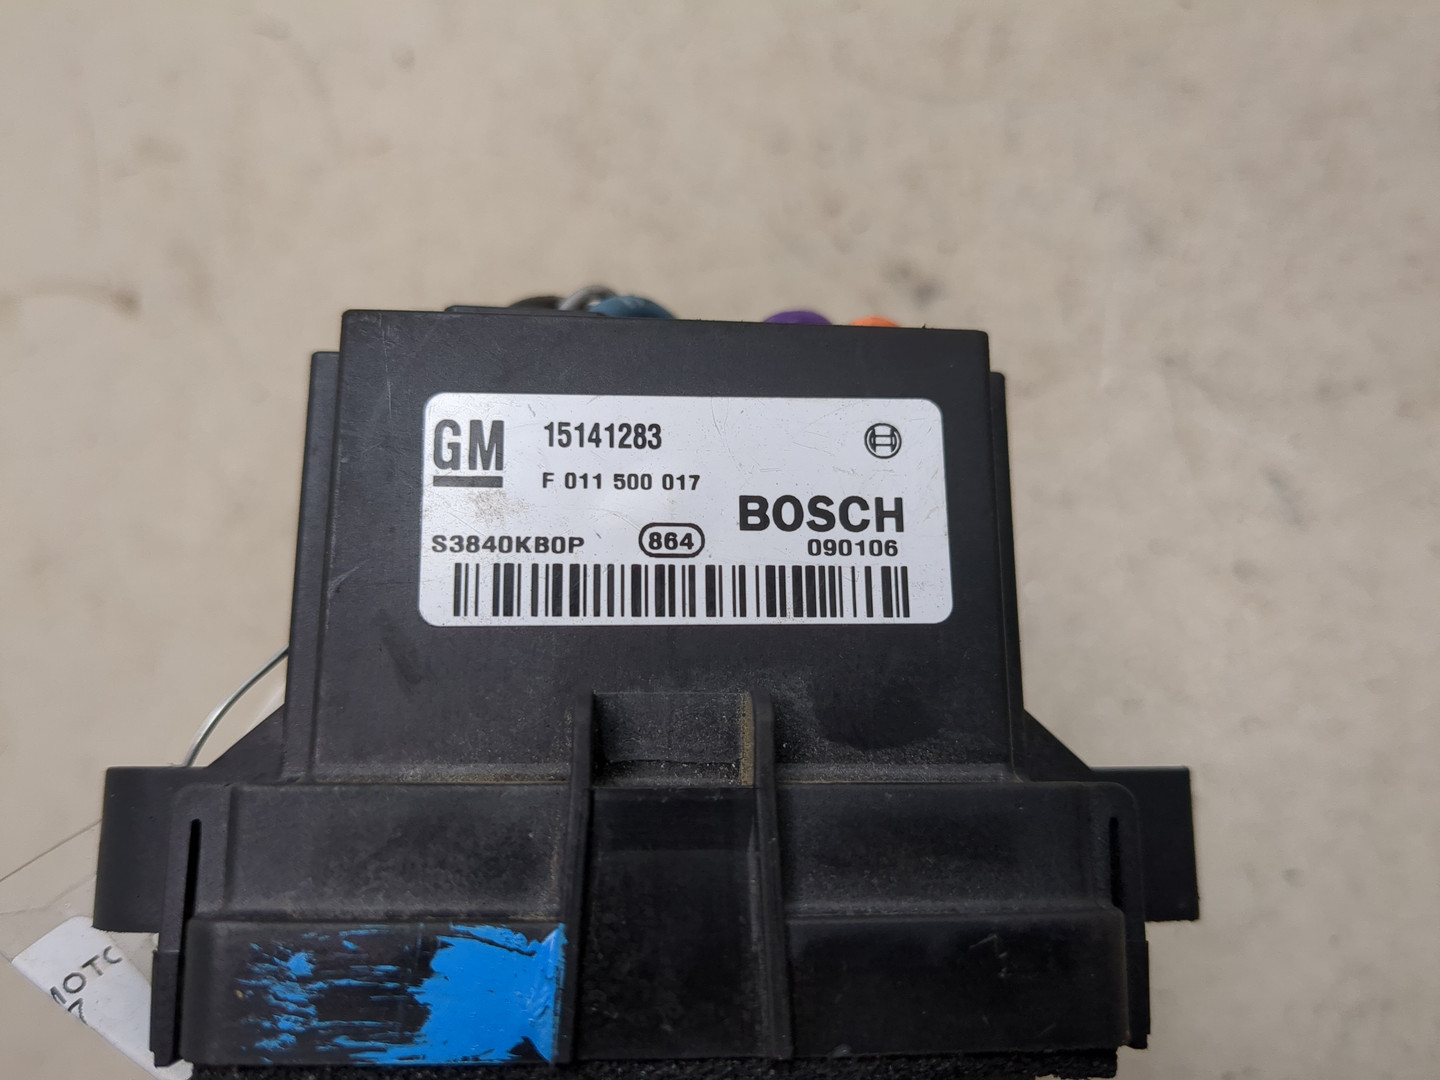 GM
15141283
F 011 500 017
BOSCH
S3840KB0P
864
090106